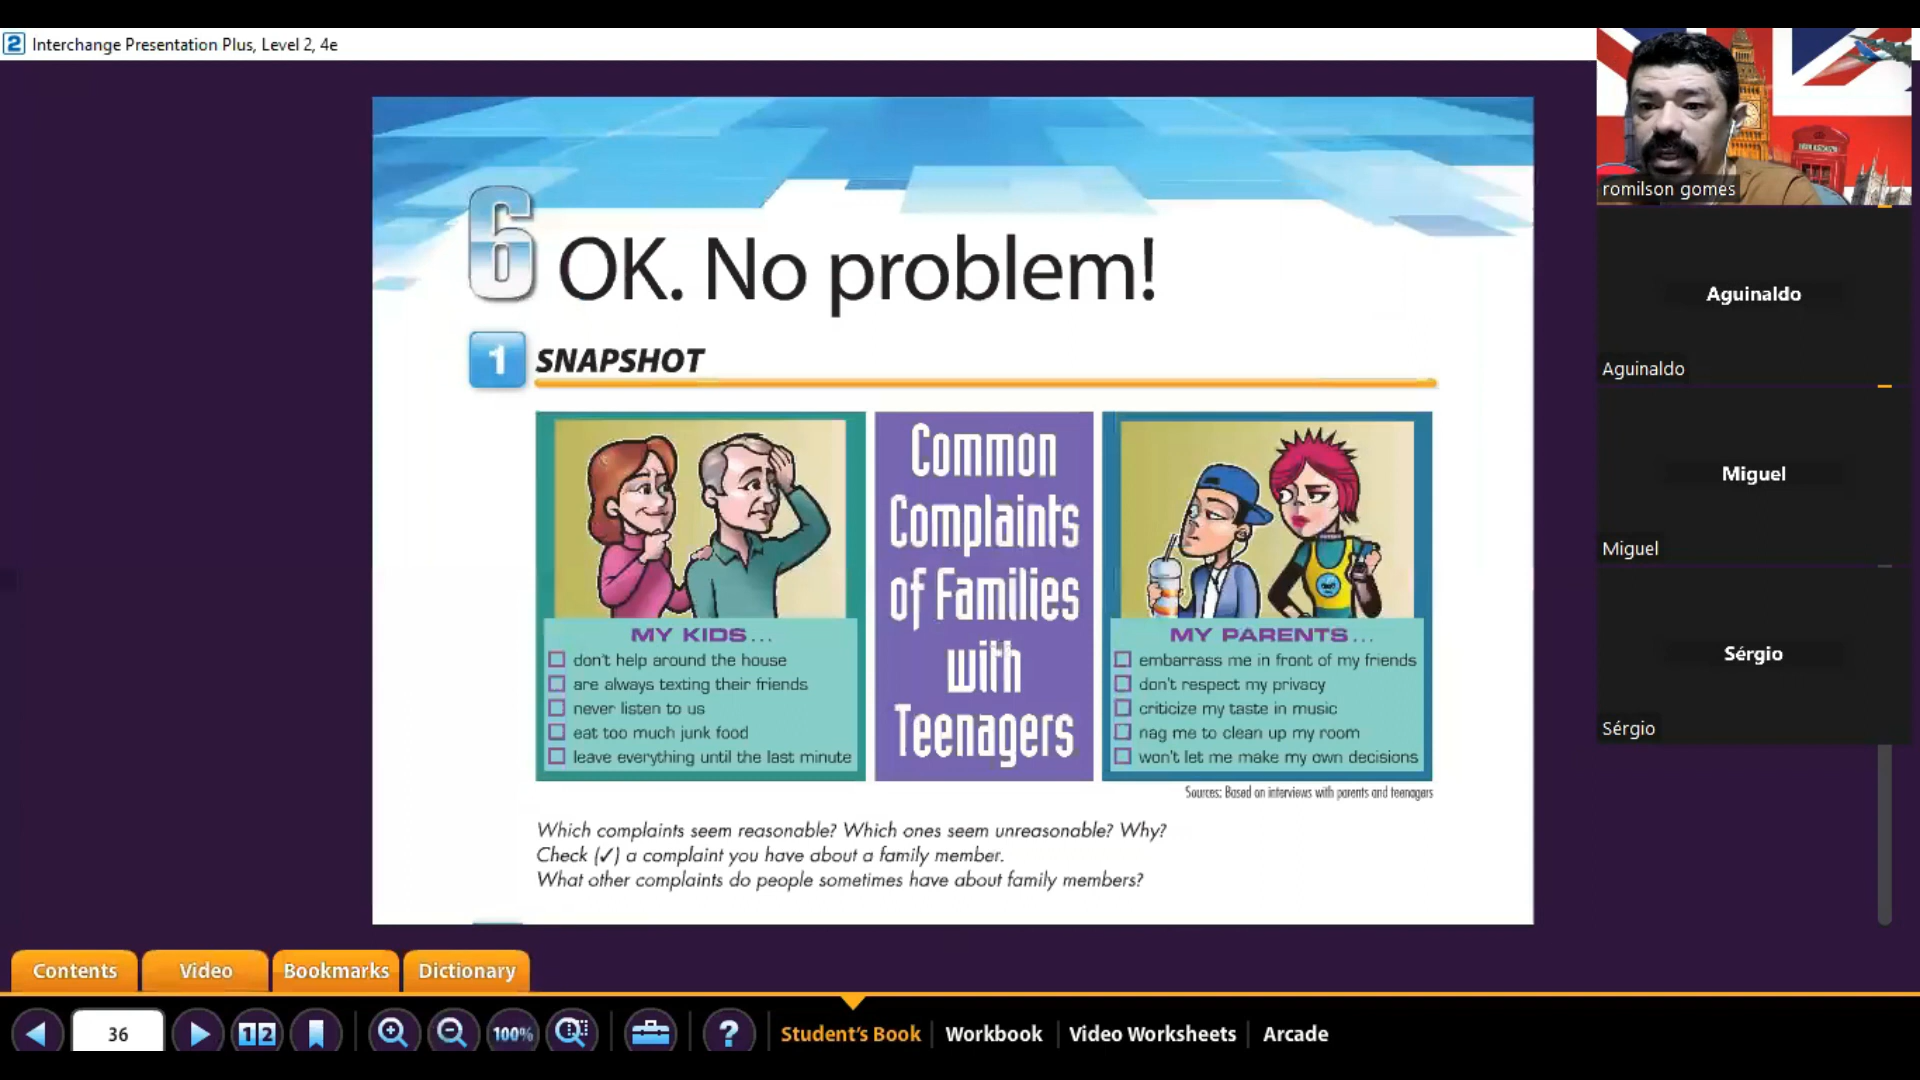 2 Interchange Presentation Plus, Level 2, 4e
6 OK. No problem!
1 SNAPSHOT
MY KIDS...
don't help around the house
are always texting their friends
never listen to us
eat too much junk food
leave everything until the last minute
Common
Complaints
of Families
with
Teenagers
MY PARENTS...
embarrass me in front of my friends
don't respect my privacy
criticize my taste in music
nag me to clean up my room
won't let me make my own decisions
Sources: Based on interviews with parents and teenagers
Which complaints seem reasonable? Which ones seem unreasonable? Why?
Check (✓) a complaint you have about a family member.
What other complaints do people sometimes have about family members?
romilson gomes
Aguinaldo
Aguinaldo
Miguel
Miguel
Sérgio
Sérgio
Contents Video Bookmarks Dictionary
36 1 2 100% ? Student's Book Workbook Video Worksheets Arcade